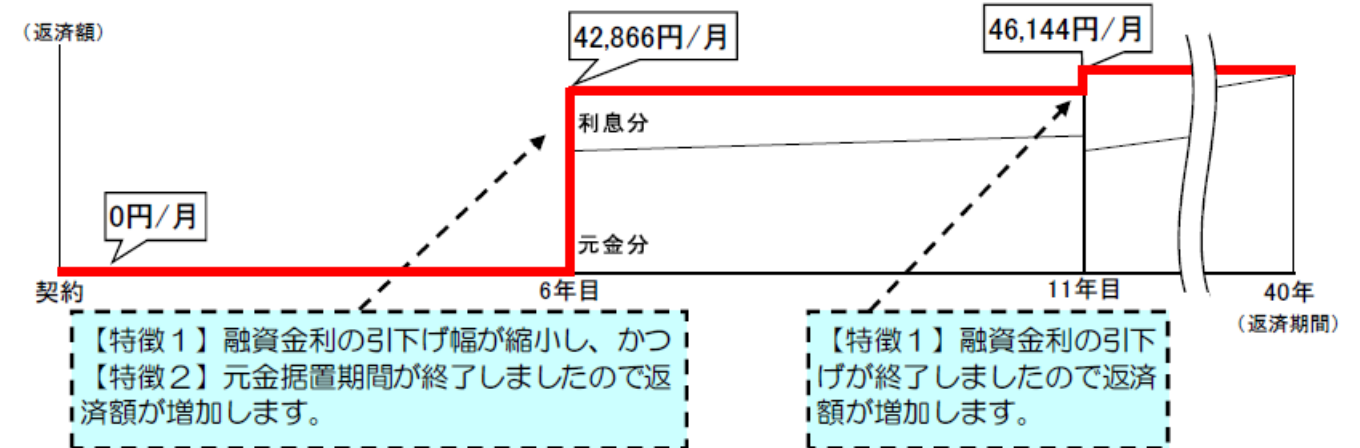 （返済額）
42,866円/月
46,144円/月
利息分
0円/月
元金分
契約
6年目
11年目
40年
（返済期間）
【特徴１】融資金利の引下げ幅が縮小し、かつ
【特徴２】元金据置期間が終了しましたので返
済額が増加します。
【特徴１】融資金利の引下
げが終了しましたので返済
額が増加します。